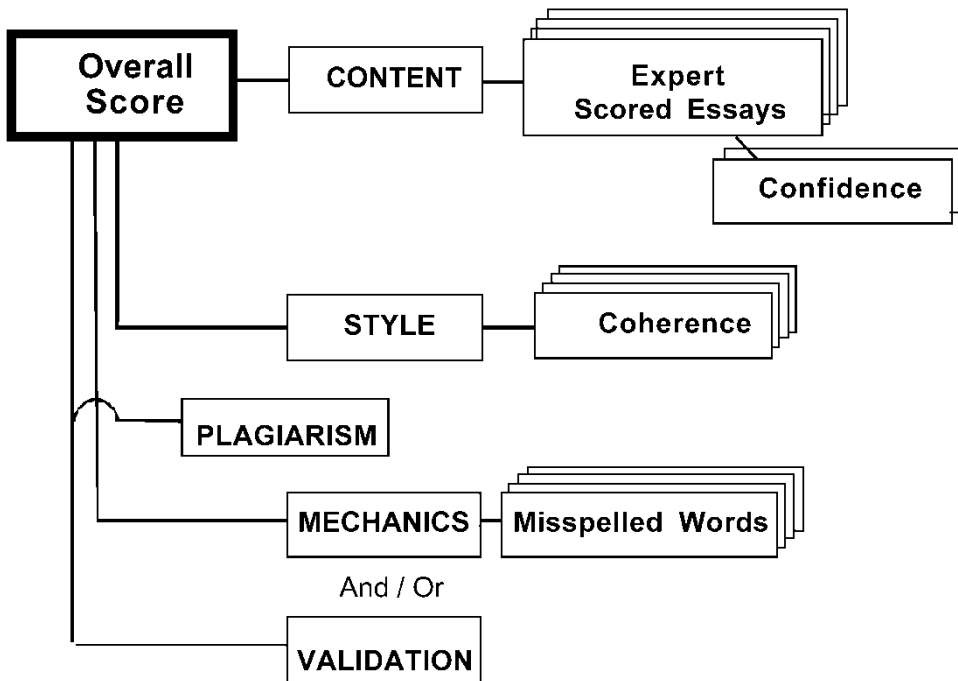 Overall
Score
CONTENT
Expert
Scored Essays
Confidence
STYLE
Coherence
PLAGIARISM
MECHANICS
Misspelled Words
And / Or
VALIDATION